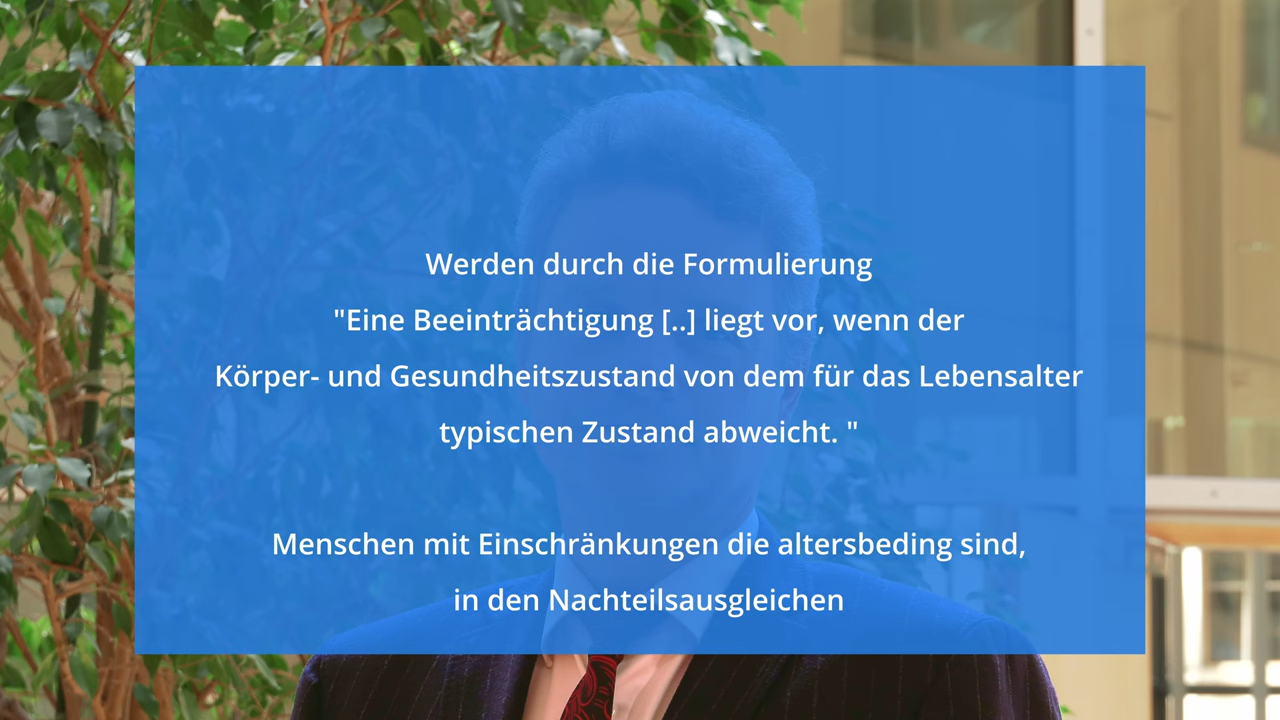 Werden durch die Formulierung
"Eine Beeinträchtigung [..] liegt vor, wenn der
Körper- und Gesundheitszustand von dem für das Lebensalter
typischen Zustand abweicht. "
Menschen mit Einschränkungen die altersbeding sind,
in den Nachteilsausgleichen